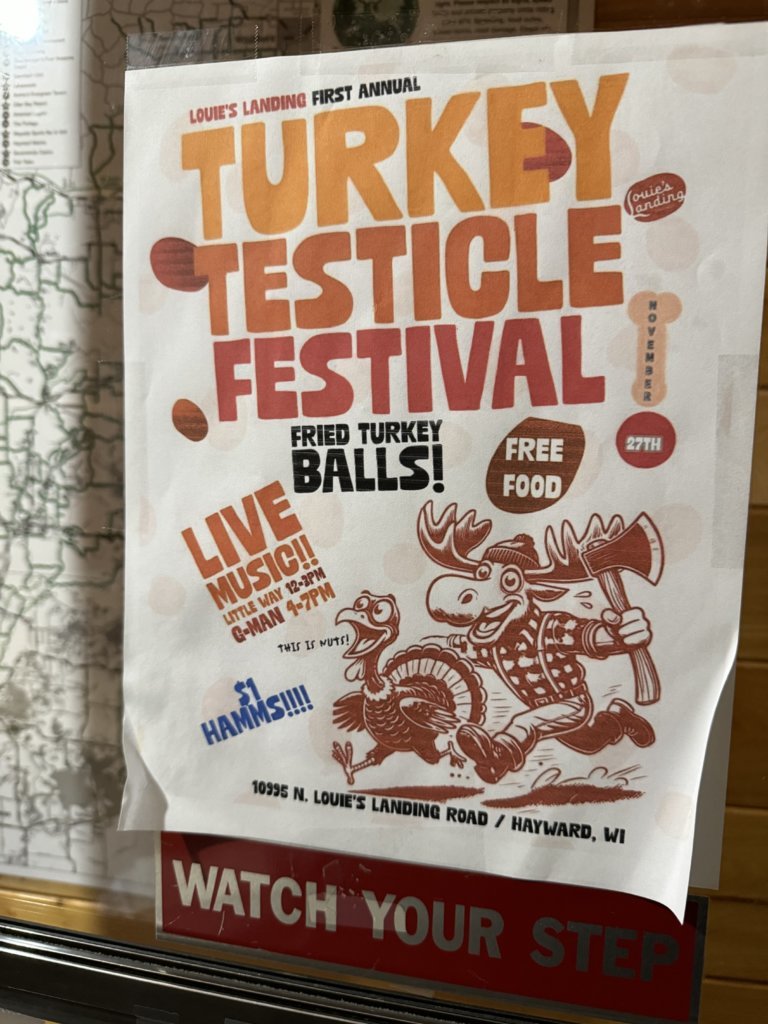 LOUIE'S LANDING FIRST ANNUAL
TURKEY
TESTICLE
FESTIVAL
Louie's
Landing
NOVEMBER
27TH
FRIED TURKEY
BALLS!
FREE
FOOD
LIVE
MUSIC!!
LITTLE WAY 12-3PM
G-MAN 4-7PM
THIS IS NUTS!
$1
HAMMS!!!!
10995 N. LOUIE'S LANDING ROAD / HAYWARD, WI
WATCH YOUR STEP